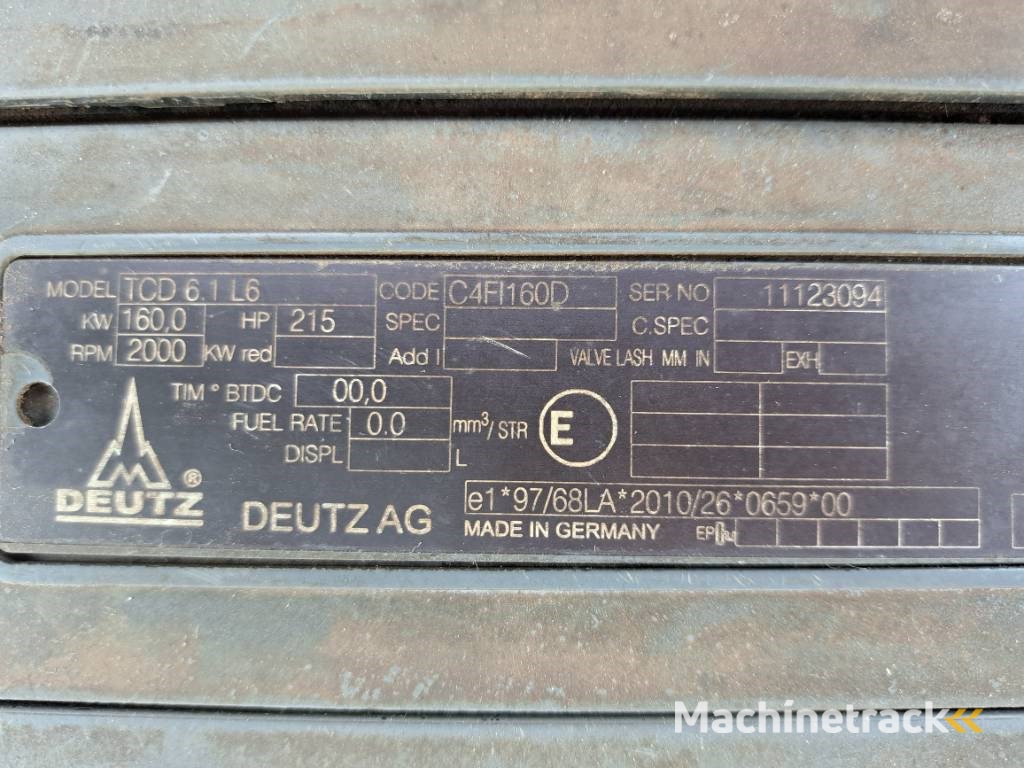 MODEL TCD 6.1 L6 CODE C4FI160D SER NO 11123094
KW 160,0 HP 215 SPEC C.SPEC
RPM 2000 KW red Add I VALVE LASH MM IN EXH
TIM ° BTDC 00,0
FUEL RATE 0.0 mm³/ STR E
DISPL L
DEUTZ ®
DEUTZ AG
e1*97/68LA*2010/26*0659*00
MADE IN GERMANY
Machinetrack